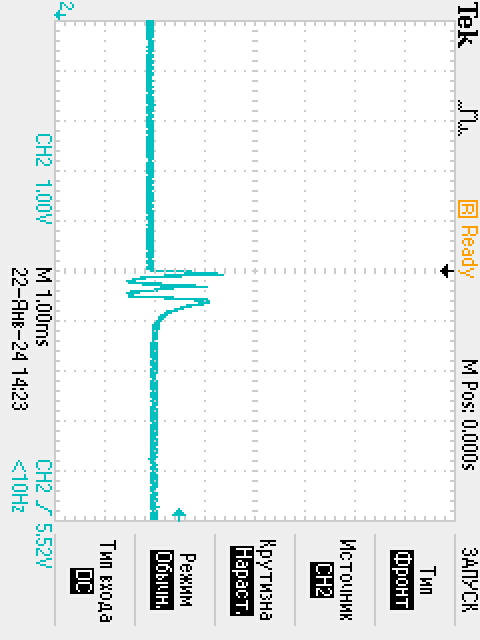 Tek
R Ready
M Pos: 0.000s
ЗАПУСК
Тип
Фронт
Источник
CH2
Крутизна
Нараст
Режим
Обычн.
Тип входа
DC
2
CH2 1.00V
M 1.00ms
CH2 / 5.52V
22-Янв-24 14:23
<10Hz